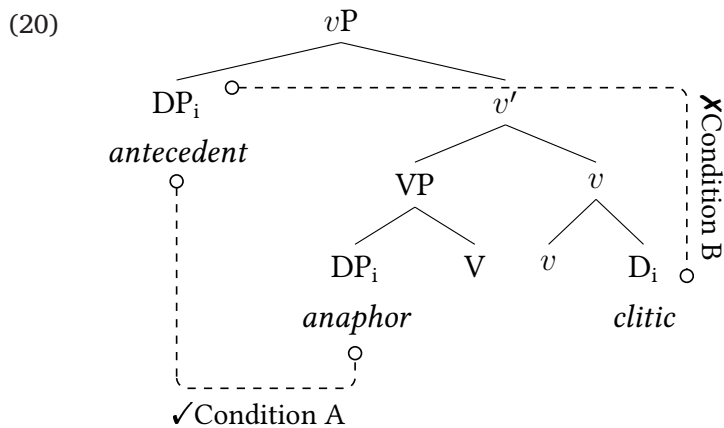 (20)
vP
DPᵢ
v′
antecedent
✗Condition B
VP
v
DPᵢ
V
v
Dᵢ
anaphor
clitic
✓Condition A